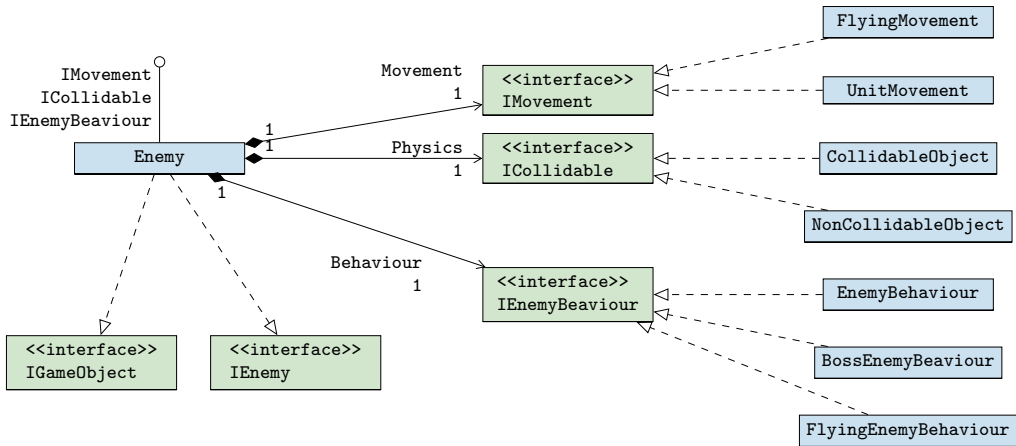 FlyingMovement
IMovement
ICollidable
IEnemyBeaviour
Movement
1
1
<<interface>>
IMovement
UnitMovement
Enemy
1
Physics
1
<<interface>>
ICollidable
CollidableObject
1
NonCollidableObject
Behaviour
1
<<interface>>
IEnemyBeaviour
EnemyBehaviour
<<interface>>
IGameObject
<<interface>>
IEnemy
BossEnemyBeaviour
FlyingEnemyBehaviour